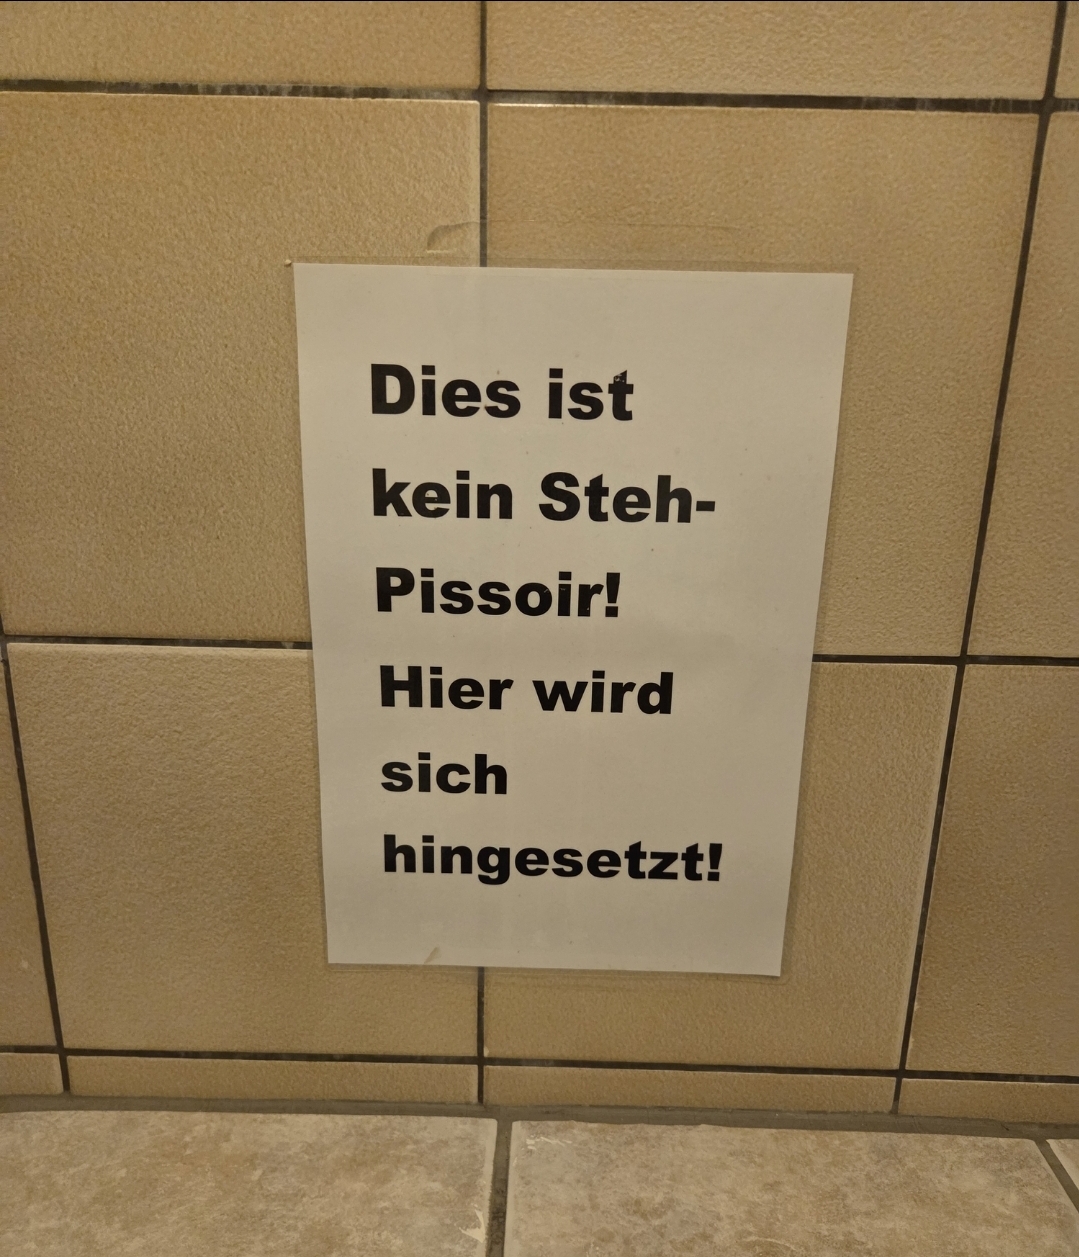 Dies ist
kein Steh-
Pissoir!
Hier wird
sich
hingesetzt!